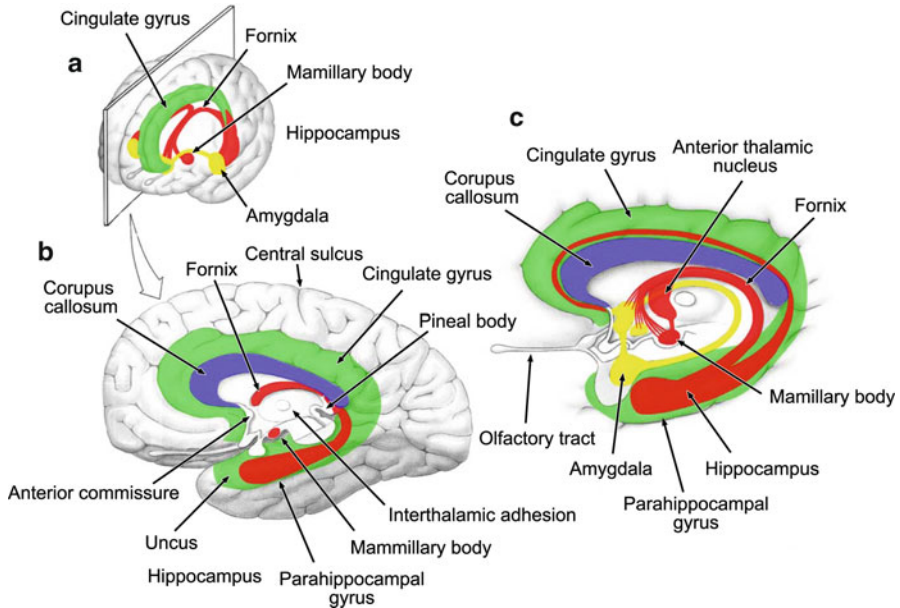 a
Cingulate gyrus
Fornix
Mamillary body
Hippocampus
Amygdala
b
Corupus
callosum
Fornix
Central sulcus
Cingulate gyrus
Pineal body
Anterior commissure
Uncus
Hippocampus
Parahippocampal
gyrus
Mammillary body
Interthalamic adhesion
c
Cingulate gyrus
Anterior thalamic
nucleus
Corupus
callosum
Fornix
Mamillary body
Olfactory tract
Amygdala
Hippocampus
Parahippocampal
gyrus